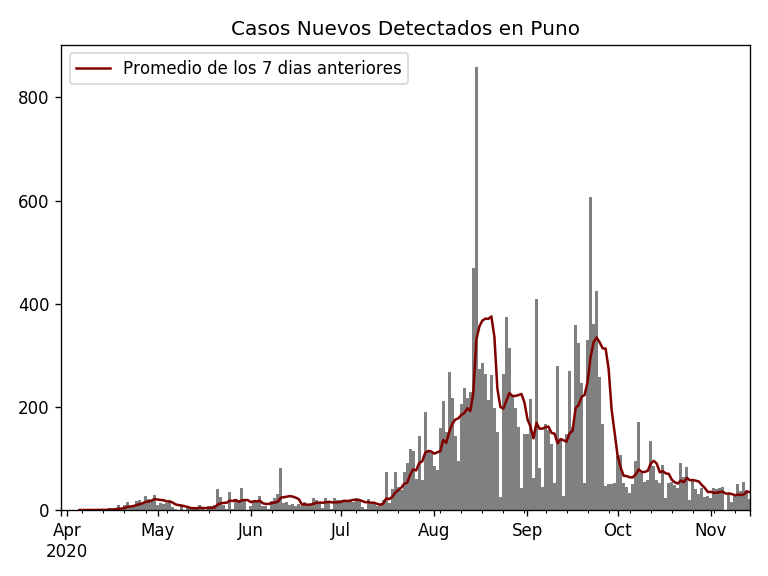 Casos Nuevos Detectados en Puno
Promedio de los 7 dias anteriores
800
600
400
200
0
Apr May Jun Jul Aug Sep Oct Nov
2020